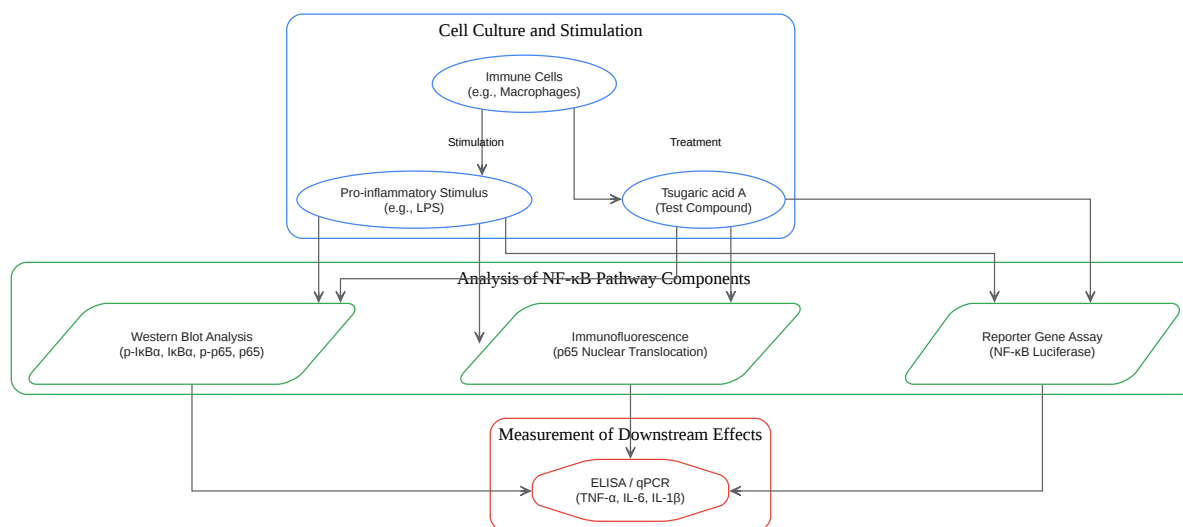 Cell Culture and Stimulation
Immune Cells
(e.g., Macrophages)
Stimulation
Treatment
Pro-inflammatory Stimulus
(e.g., LPS)
Tsugaric acid A
(Test Compound)
Analysis of NF-κB Pathway Components
Western Blot Analysis
(p-IκBα, IκBα, p-p65, p65)
Immunofluorescence
(p65 Nuclear Translocation)
Reporter Gene Assay
(NF-κB Luciferase)
Measurement of Downstream Effects
ELISA / qPCR
(TNF-α, IL-6, IL-1β)